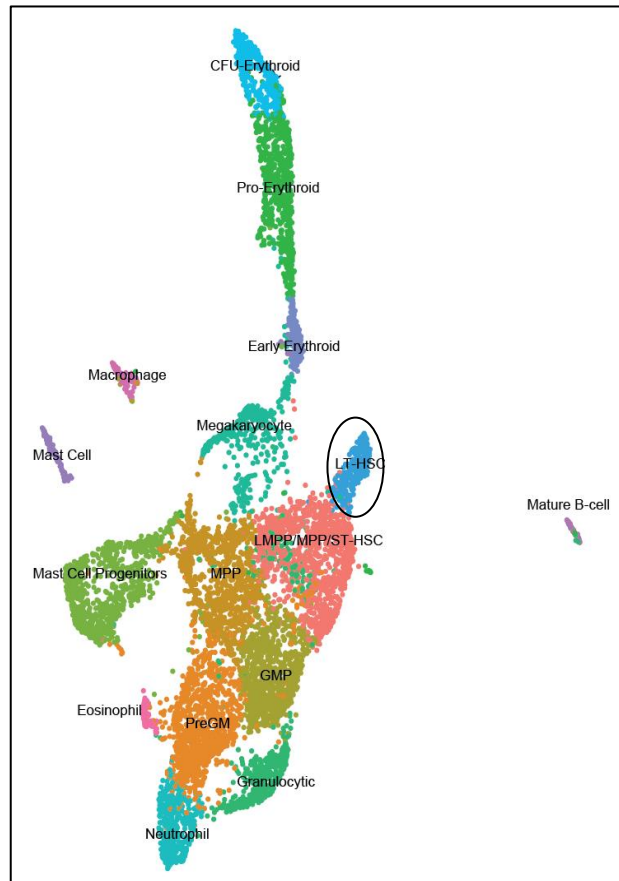 CFU-Erythroid
Pro-Erythroid
Early Erythroid
Macrophage
Megakaryocyte
Mast Cell
LT-HSC
Mature B-cell
LMPP/MPP/ST-HSC
Mast Cell Progenitors
MPP
GMP
Eosinophil
PreGM
Granulocytic
Neutrophil